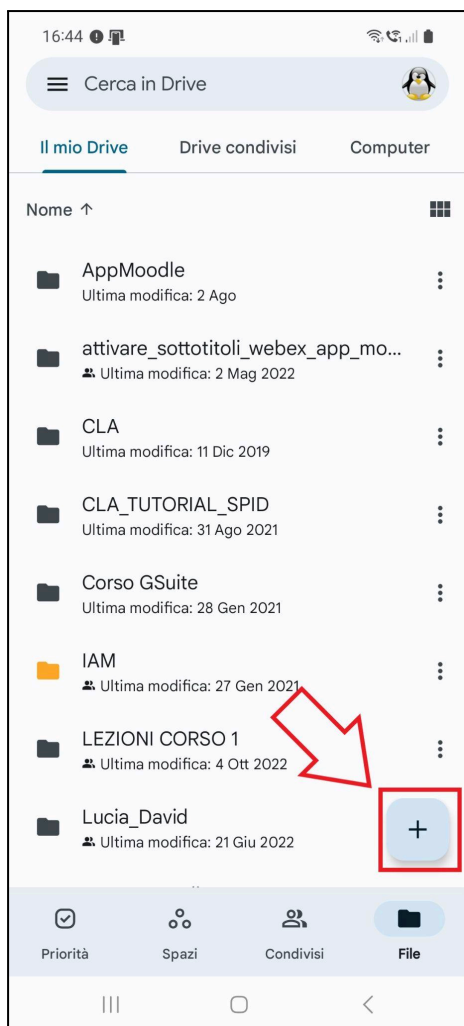 16:44
Cerca in Drive
Il mio Drive
Drive condivisi
Computer
Nome ↑
AppMoodle
Ultima modifica: 2 Ago
attivare_sottotitoli_webex_app_mo...
Ultima modifica: 2 Mag 2022
CLA
Ultima modifica: 11 Dic 2019
CLA_TUTORIAL_SPID
Ultima modifica: 31 Ago 2021
Corso GSuite
Ultima modifica: 28 Gen 2021
IAM
Ultima modifica: 27 Gen 2021
LEZIONI CORSO 1
Ultima modifica: 4 Ott 2022
Lucia_David
Ultima modifica: 21 Giu 2022
+
Priorità
Spazi
Condivisi
File